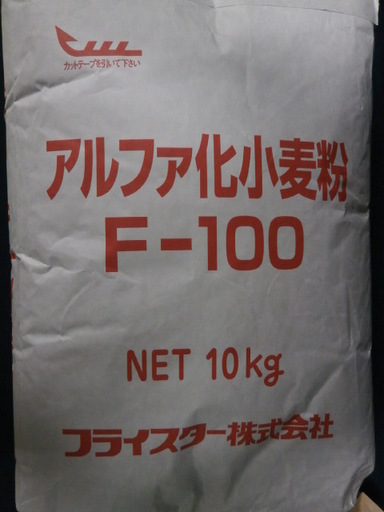 カットテープを引いて下さい
アルファ化小麦粉
F-100
NET 10kg
フライスター株式会社